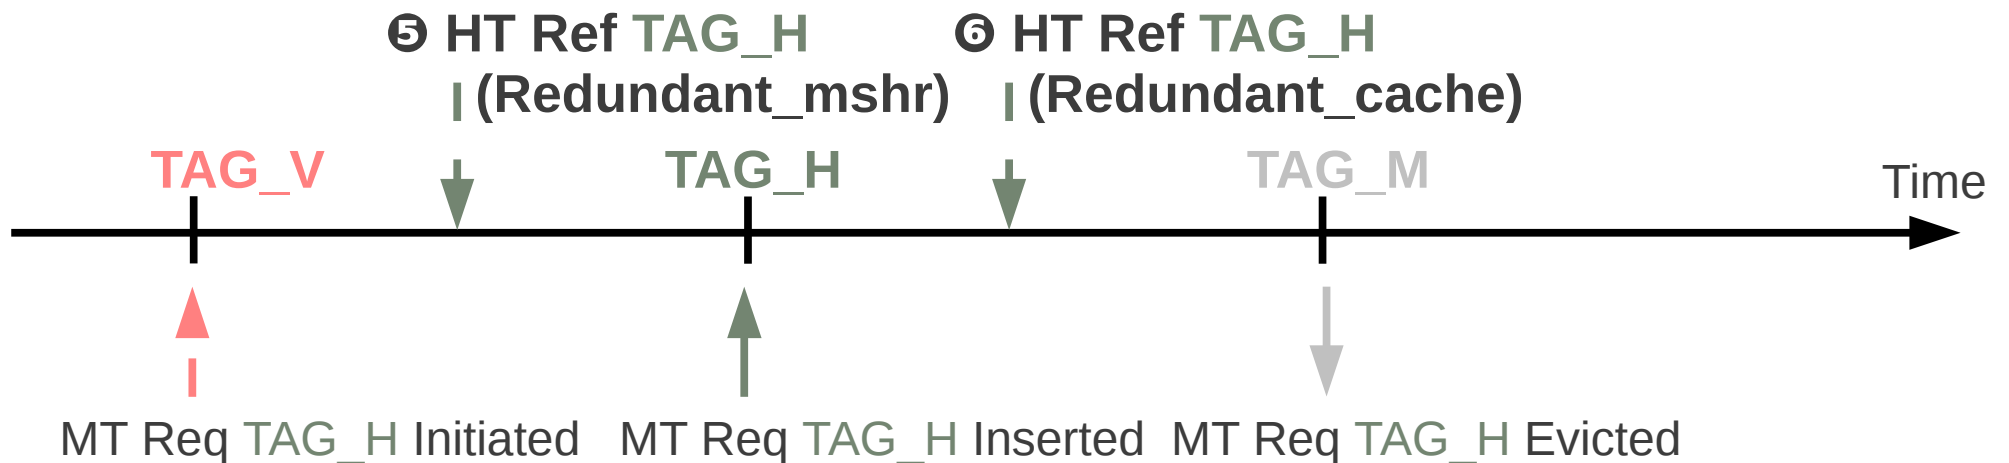 ❺ HT Ref TAG_H
(Redundant_mshr)
❻ HT Ref TAG_H
(Redundant_cache)
TAG_V
TAG_H
TAG_M
Time
MT Req TAG_H Initiated
MT Req TAG_H Inserted
MT Req TAG_H Evicted